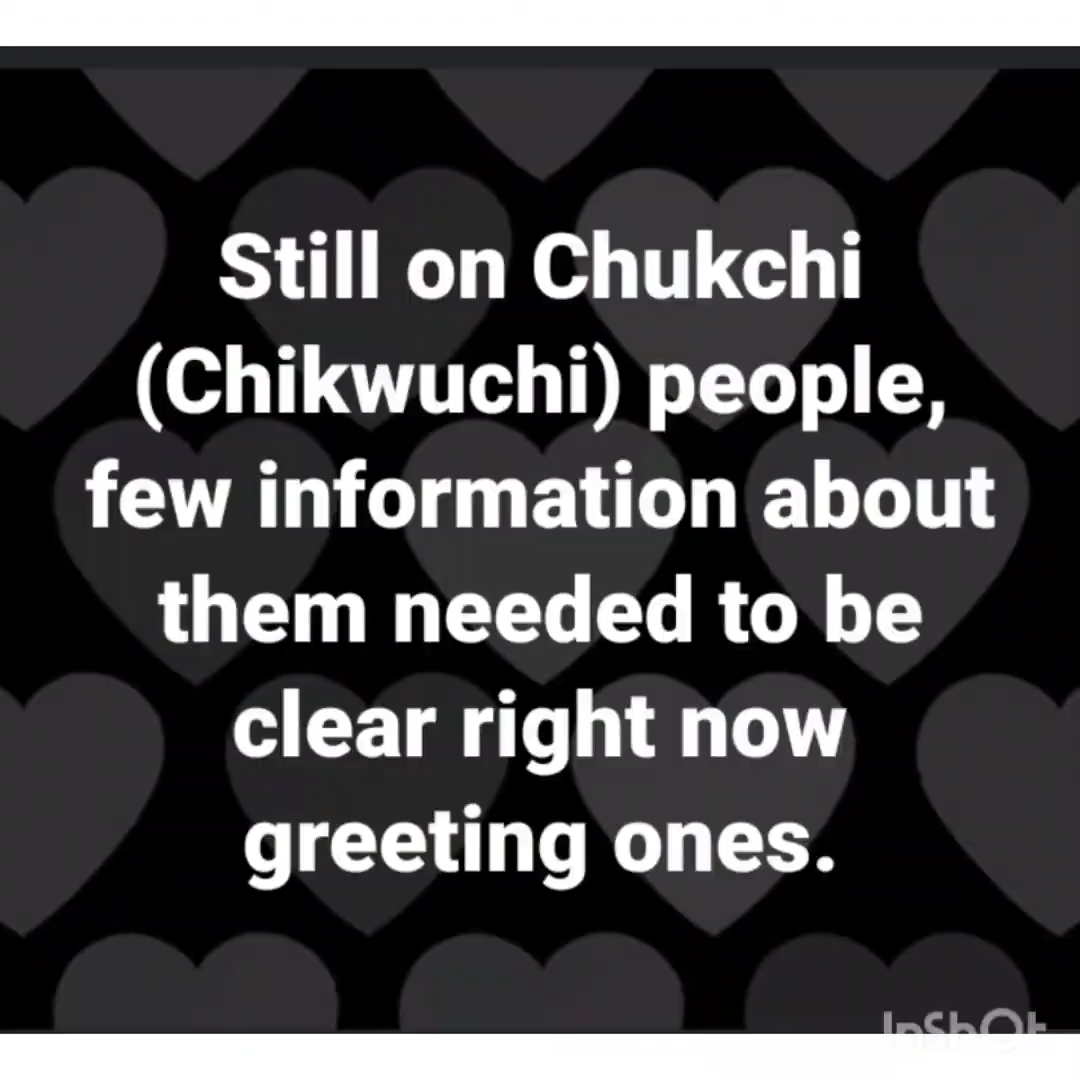 Still on Chukchi
(Chikwuchi) people,
few information about
them needed to be
clear right now
greeting ones.
InShOt